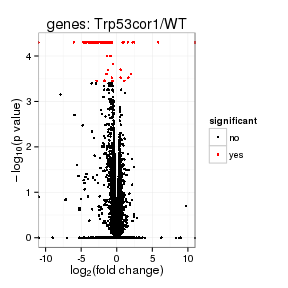 genes: Trp53cor1/WT
−log10(p value)
4
3
2
1
0
-10
-5
0
5
10
log2(fold change)
significant
no
yes